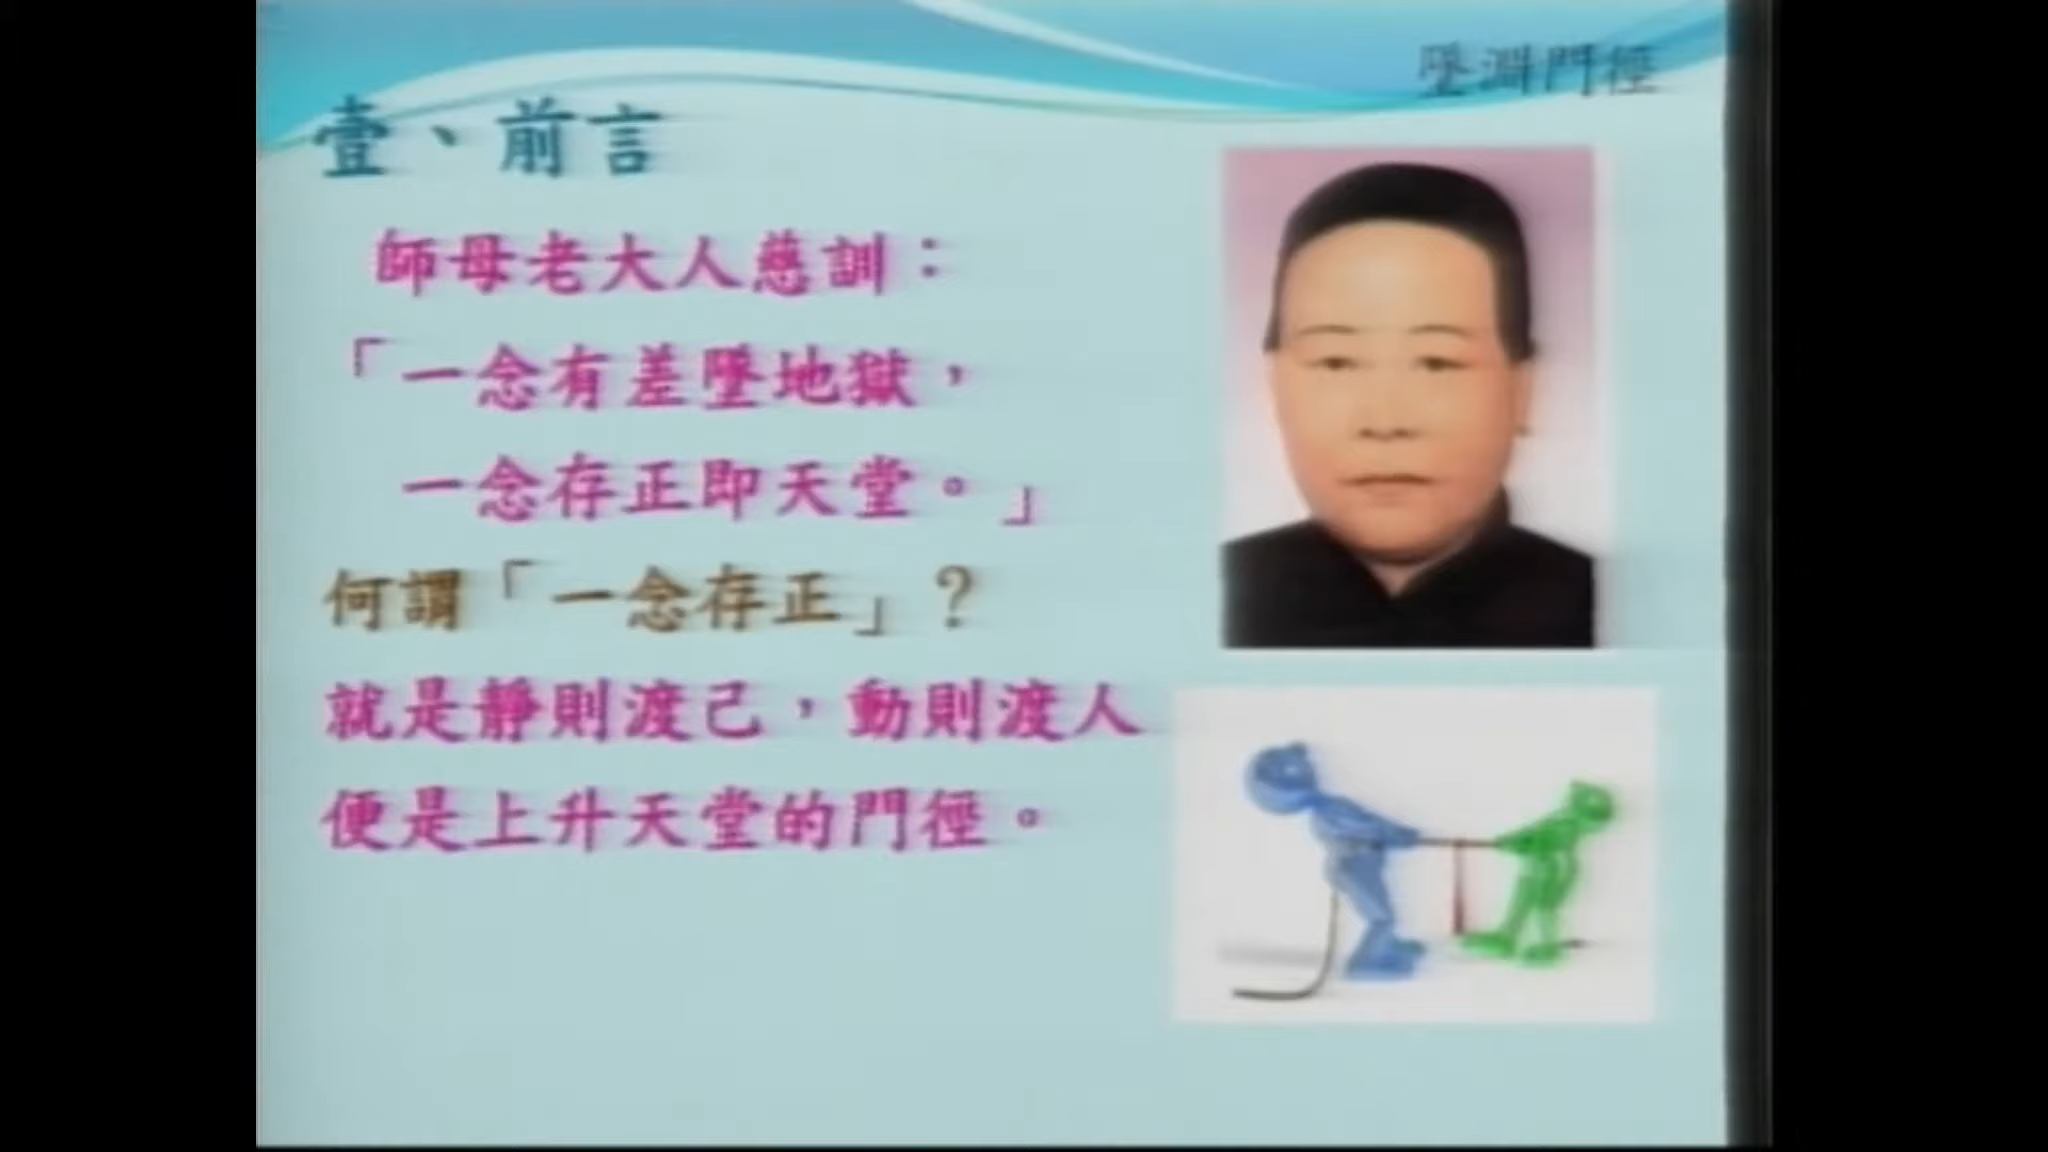 墜淵門徑
壹、前言
師母老大人慈訓：
「一念有差墜地獄，
一念存正即天堂。」
何謂「一念存正」？
就是靜則渡己，動則渡人
便是上升天堂的門徑。